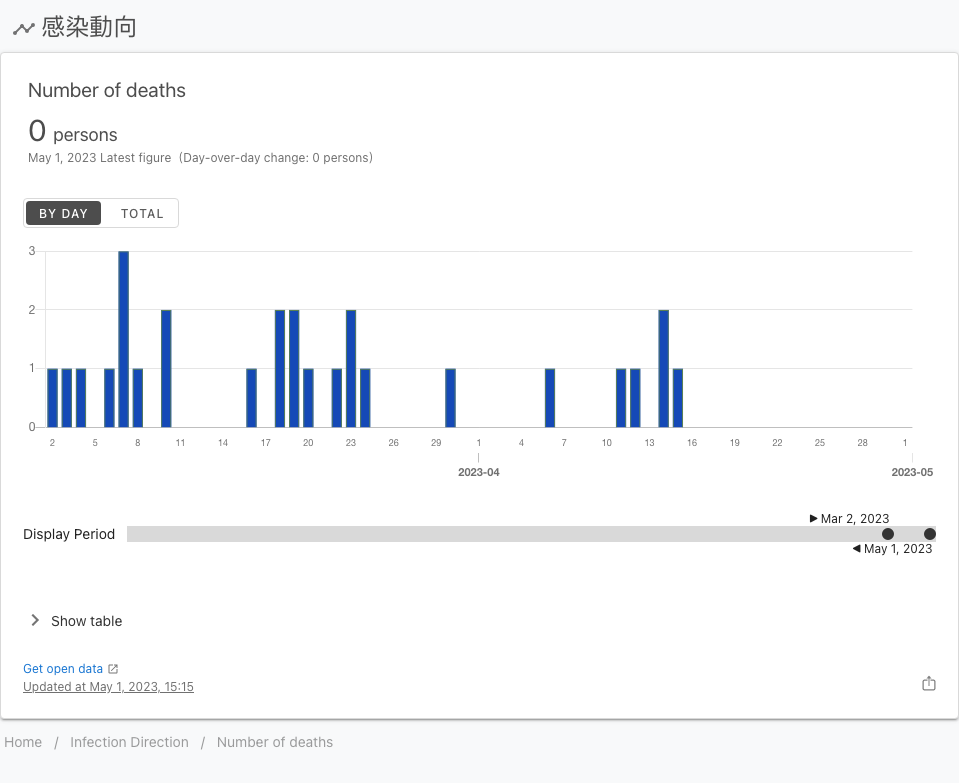 感染動向
Number of deaths
0 persons
May 1, 2023 Latest figure (Day-over-day change: 0 persons)
BY DAY TOTAL
3
2
1
0
2 5 8 11 14 17 20 23 26 29 1 4 7 10 13 16 19 22 25 28 1
2023-04 2023-05
Mar 2, 2023
Display Period
May 1, 2023
Show table
Get open data
Updated at May 1, 2023, 15:15
Home / Infection Direction / Number of deaths